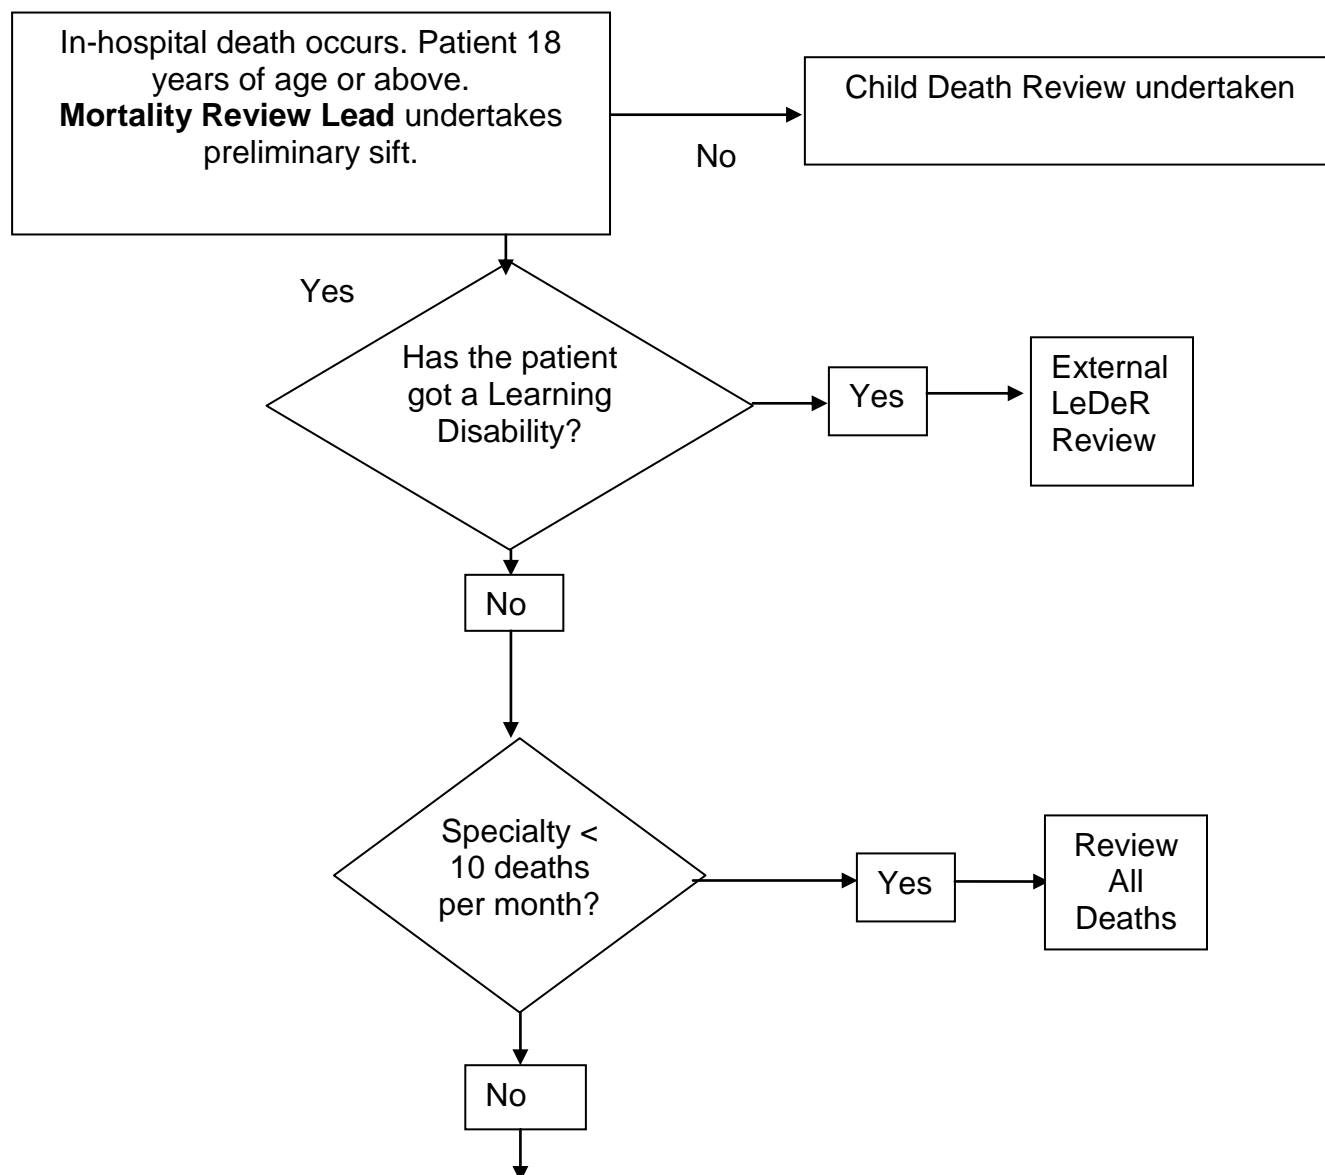 In-hospital death occurs. Patient 18
years of age or above.
Mortality Review Lead undertakes
preliminary sift.
Child Death Review undertaken
No
Yes
Has the patient
got a Learning
Disability?
Yes
External
LeDeR
Review
No
Specialty <
10 deaths
per month?
Yes
Review
All
Deaths
No